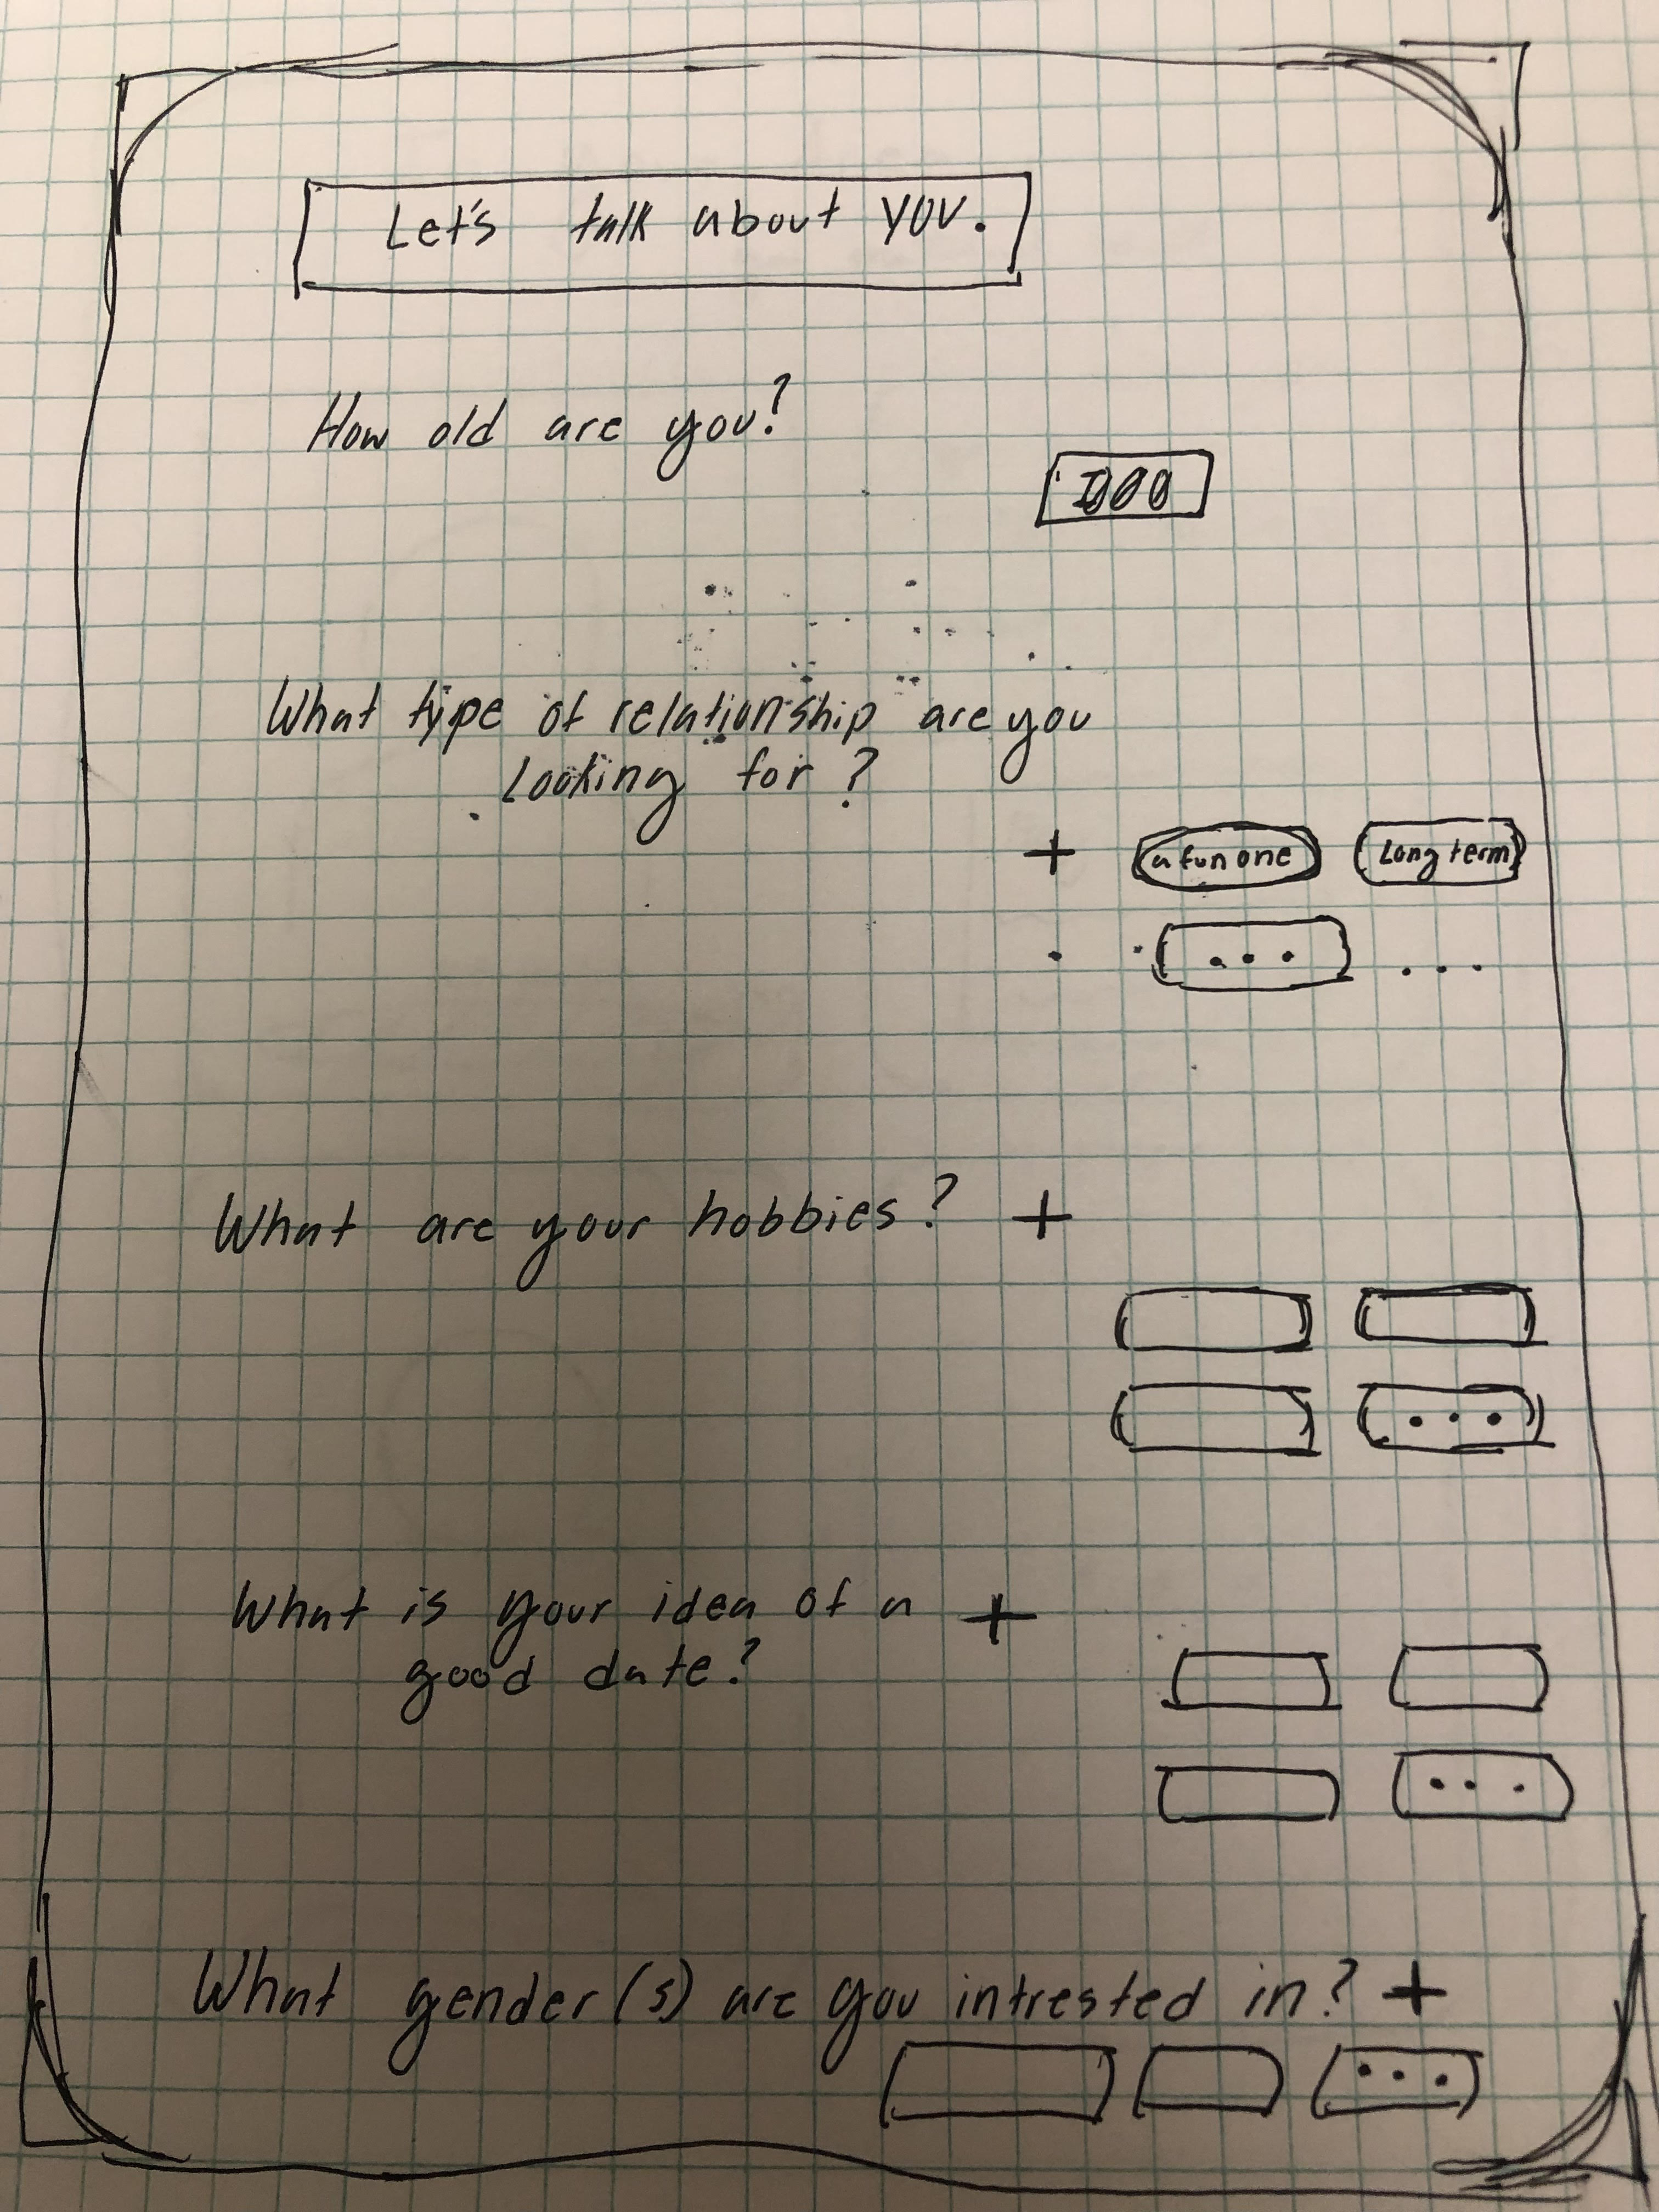 Let's talk about YOU.
How old are you?
What type of relationship are you
Looking for?
+ a fun one Long term
...
...
What are your hobbies? +
...
What is your idea of a +
good date?
...
What gender(s) are you intrested in? +
...